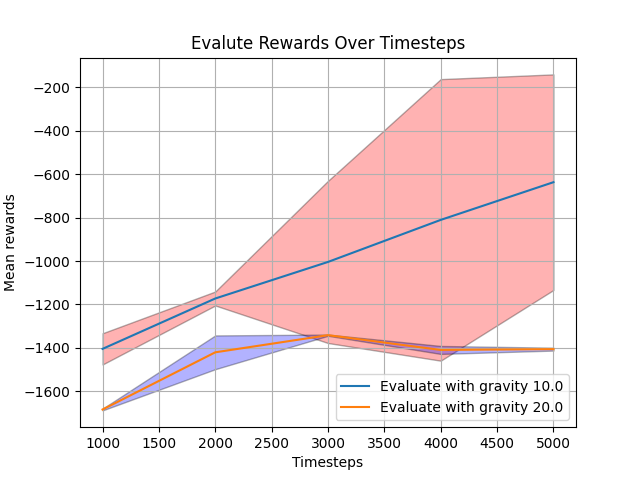 Evalute Rewards Over Timesteps
Mean rewards
−200
−400
−600
−800
−1000
−1200
−1400
−1600
Evaluate with gravity 10.0
Evaluate with gravity 20.0
1000 1500 2000 2500 3000 3500 4000 4500 5000
Timesteps